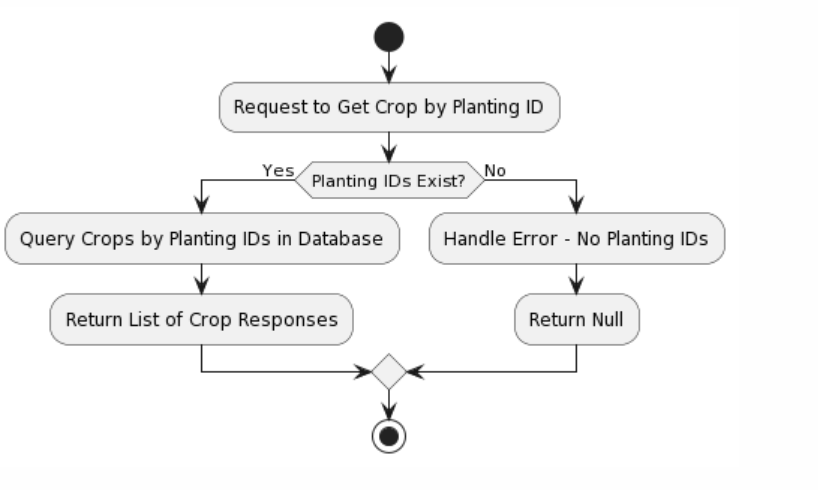 Request to Get Crop by Planting ID
Yes
Planting IDs Exist?
No
Query Crops by Planting IDs in Database
Handle Error - No Planting IDs
Return List of Crop Responses
Return Null